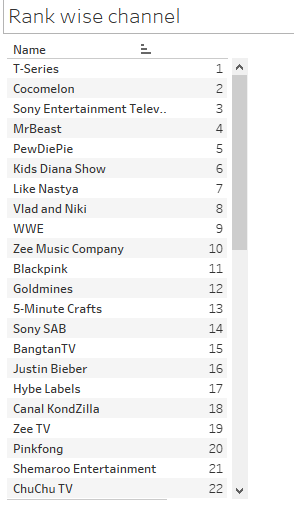 Rank wise channel
Name
T-Series 1
Cocomelon 2
Sony Entertainment Telev.. 3
MrBeast 4
PewDiePie 5
Kids Diana Show 6
Like Nastya 7
Vlad and Niki 8
WWE 9
Zee Music Company 10
Blackpink 11
Goldmines 12
5-Minute Crafts 13
Sony SAB 14
BangtanTV 15
Justin Bieber 16
Hybe Labels 17
Canal KondZilla 18
Zee TV 19
Pinkfong 20
Shemaroo Entertainment 21
ChuChu TV 22